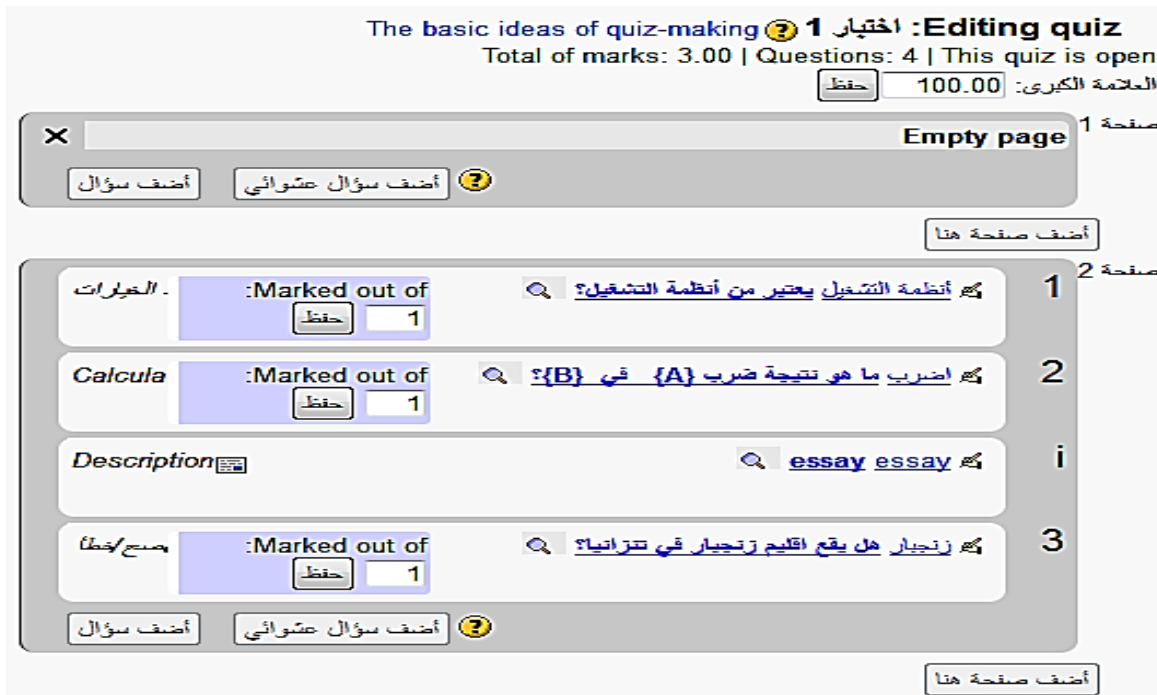 Editing quiz: اختبار 1 The basic ideas of quiz-making
Total of marks: 3.00 | Questions: 4 | This quiz is open
العلامة الكبرى: 100.00 حفظ
صفحة 1
Empty page
أضف سؤال عشوائي أضف سؤال
أضف صفحة هنا
صفحة 2
1 أنظمة التشغيل يعتبر من أنظمة التشغيل؟ Marked out of: . الخيارات
1 حفظ
2 اضرب ما هو نتيجة ضرب {A} في {B}؟ Marked out of: Calcula
1 حفظ
i essay essay Description
3 زنجبار هل يقع اقليم زنجبار في تنزانيا؟ Marked out of: صح/خطأ
1 حفظ
أضف سؤال عشوائي أضف سؤال
أضف صفحة هنا